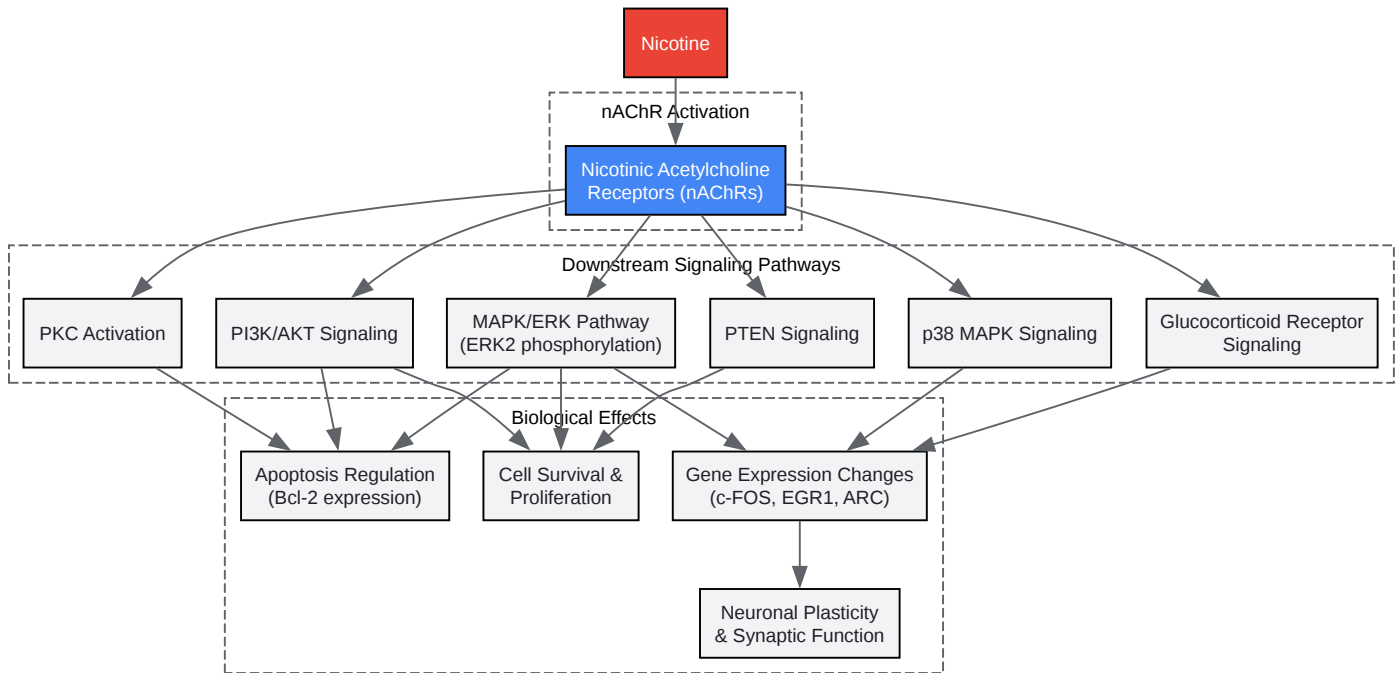 Nicotine
nAChR Activation
Nicotinic Acetylcholine
Receptors (nAChRs)
Downstream Signaling Pathways
PKC Activation
PI3K/AKT Signaling
MAPK/ERK Pathway
(ERK2 phosphorylation)
PTEN Signaling
p38 MAPK Signaling
Glucocorticoid Receptor
Signaling
Biological Effects
Apoptosis Regulation
(Bcl-2 expression)
Cell Survival &
Proliferation
Gene Expression Changes
(c-FOS, EGR1, ARC)
Neuronal Plasticity
& Synaptic Function